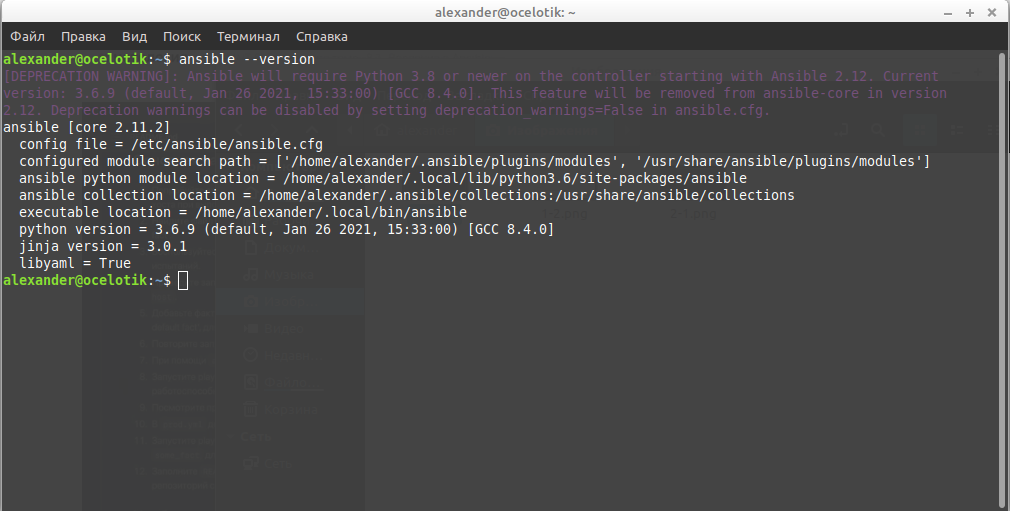 alexander@ocelotik: ~
Файл Правка Вид Поиск Терминал Справка
alexander@ocelotik:~$ ansible --version
[DEPRECATION WARNING]: Ansible will require Python 3.8 or newer on the controller starting with Ansible 2.12. Current
version: 3.6.9 (default, Jan 26 2021, 15:33:00) [GCC 8.4.0]. This feature will be removed from ansible-core in version
2.12. Deprecation warnings can be disabled by setting deprecation_warnings=False in ansible.cfg.
ansible [core 2.11.2]
config file = /etc/ansible/ansible.cfg
configured module search path = ['/home/alexander/.ansible/plugins/modules', '/usr/share/ansible/plugins/modules']
ansible python module location = /home/alexander/.local/lib/python3.6/site-packages/ansible
ansible collection location = /home/alexander/.ansible/collections:/usr/share/ansible/collections
executable location = /home/alexander/.local/bin/ansible
python version = 3.6.9 (default, Jan 26 2021, 15:33:00) [GCC 8.4.0]
jinja version = 3.0.1
libyaml = True
alexander@ocelotik:~$